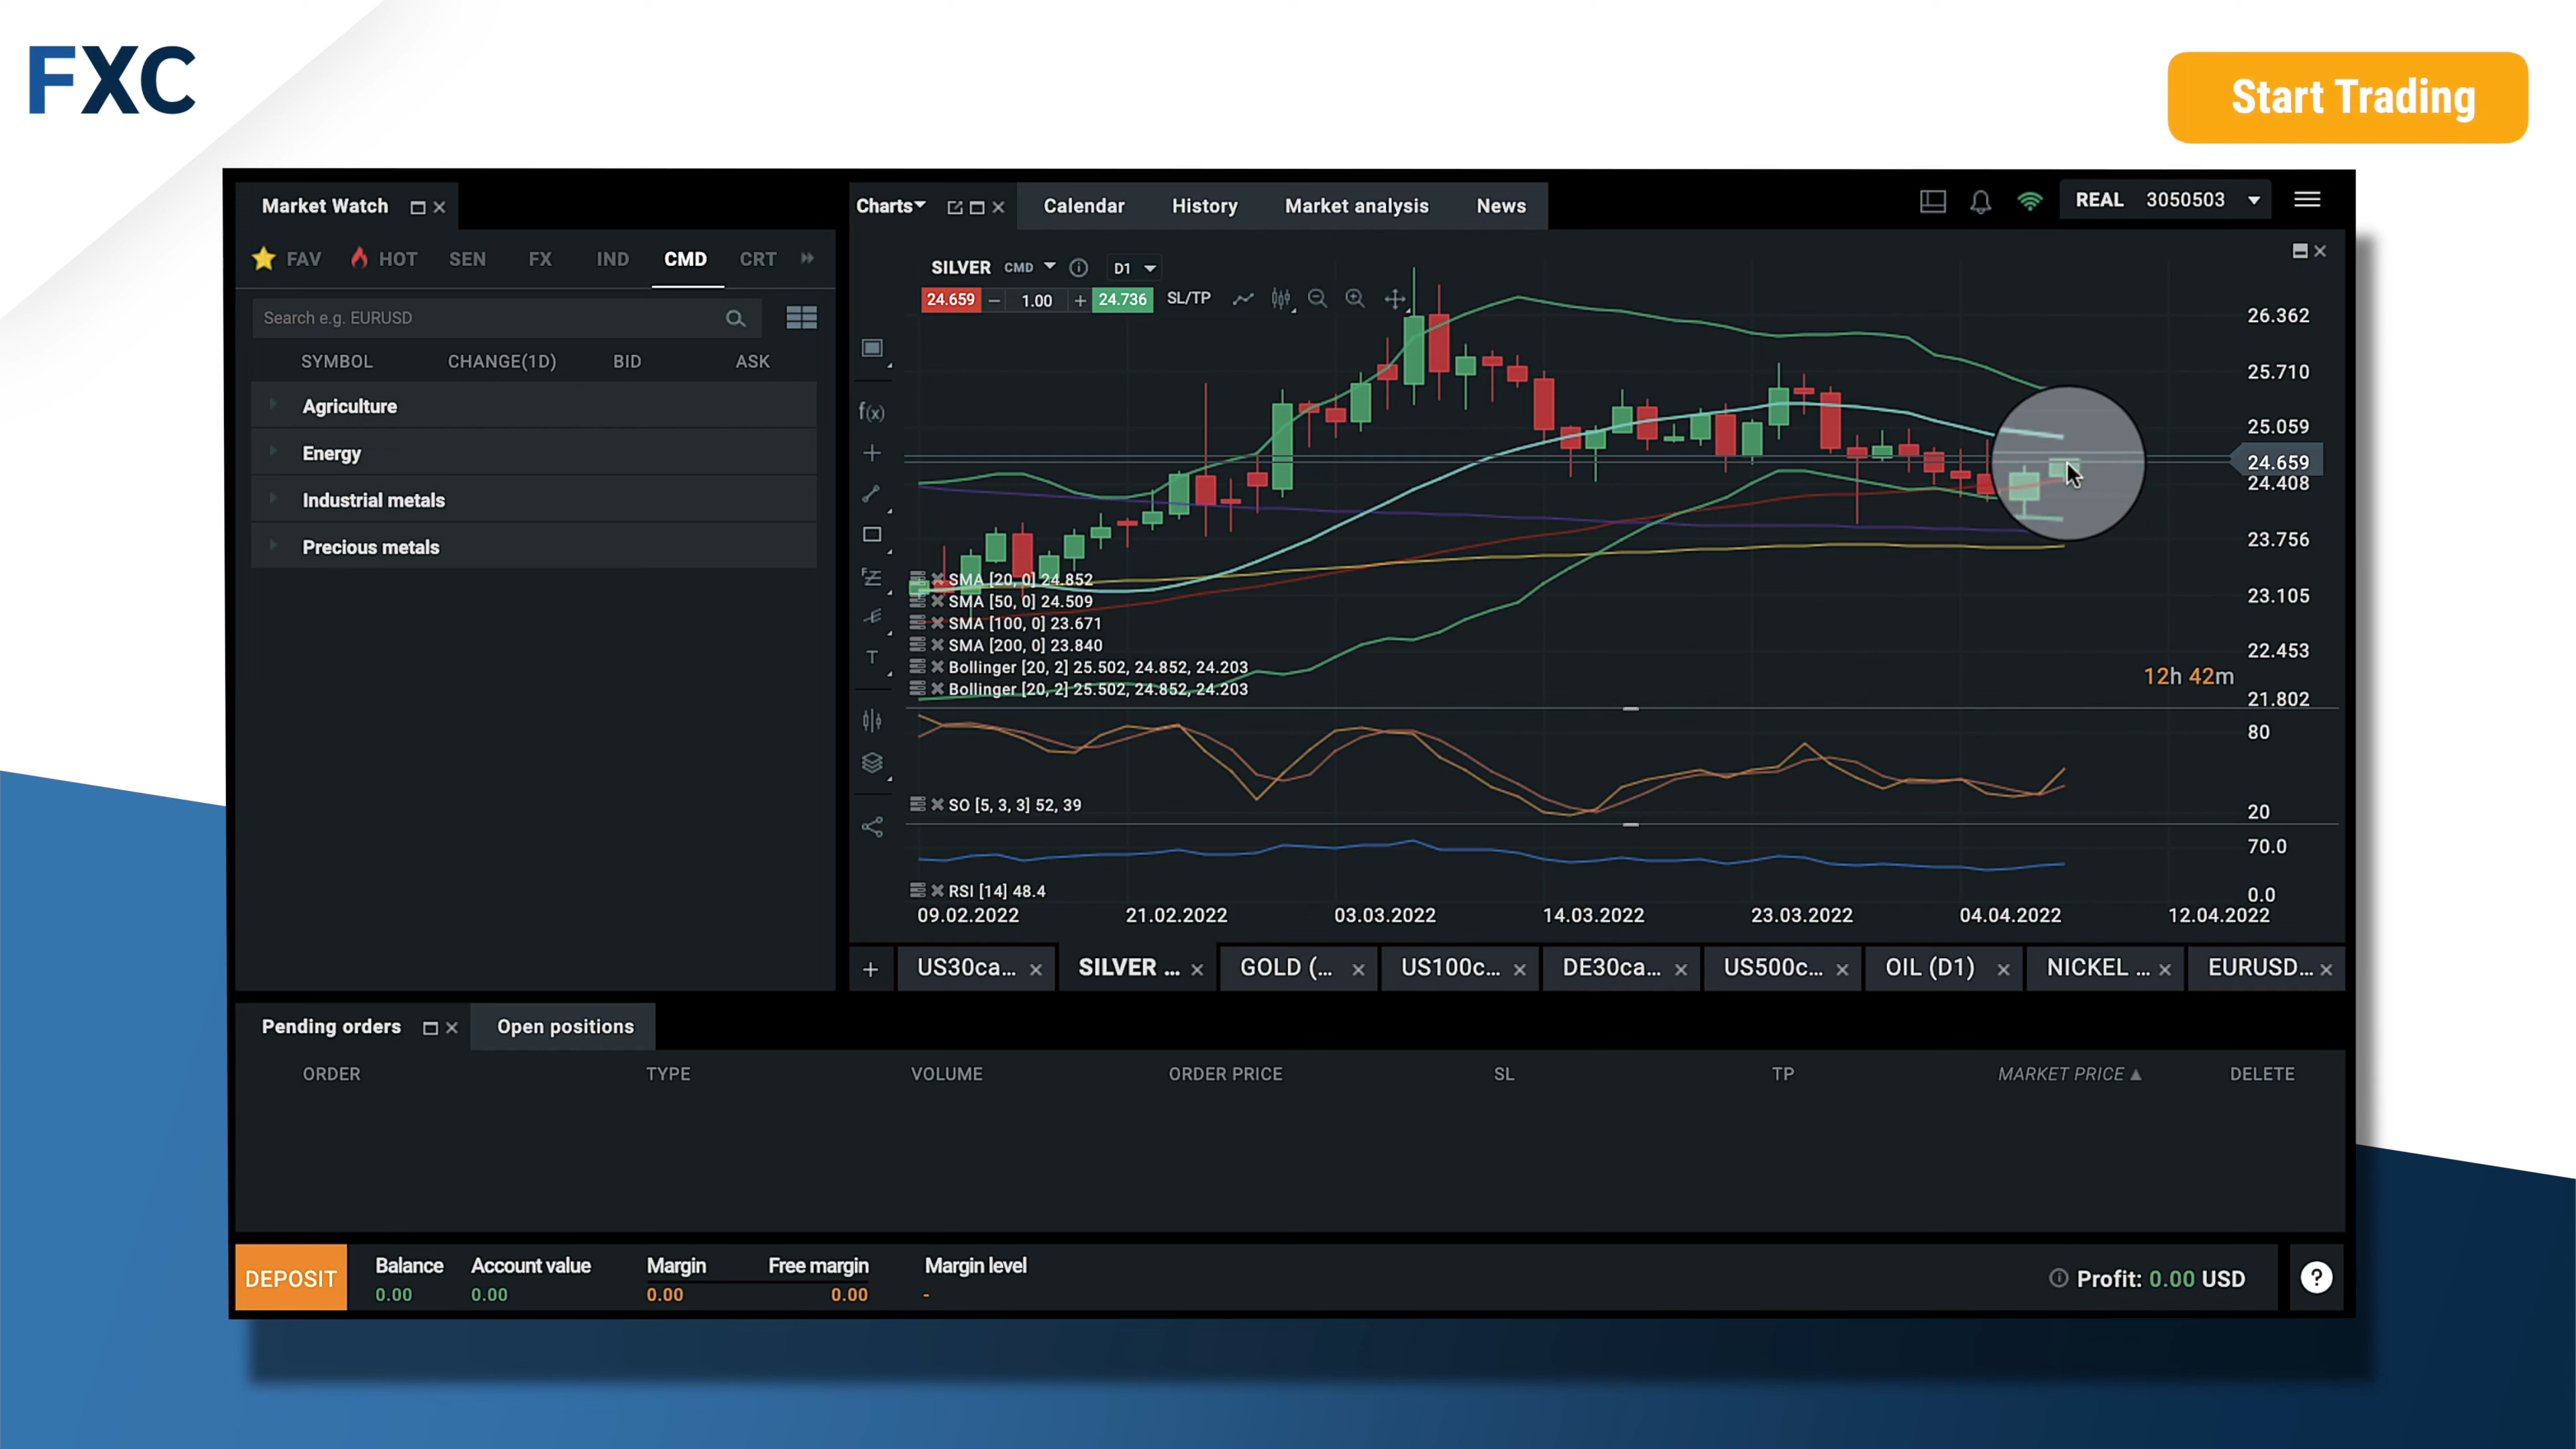 FXC
Start Trading
Market Watch
Charts
Calendar
History
Market analysis
News
REAL 3050503
FAV
HOT
SEN
FX
IND
CMD
CRT
Search e.g. EURUSD
SYMBOL CHANGE(1D) BID ASK
Agriculture
Energy
Industrial metals
Precious metals
SILVER CMD D1
24.659 − 1.00 + 24.736 SL/TP
f(x)
T
26.362
25.710
25.059
24.659
24.408
23.756
23.105
22.453
21.802
12h 42m
SMA [20, 0] 24.852
SMA [50, 0] 24.509
SMA [100, 0] 23.671
SMA [200, 0] 23.840
Bollinger [20, 2] 25.502, 24.852, 24.203
Bollinger [20, 2] 25.502, 24.852, 24.203
80
SO [5, 3, 3] 52, 39
20
70.0
RSI [14] 48.4
0.0
09.02.2022 21.02.2022 03.03.2022 14.03.2022 23.03.2022 04.04.2022 12.04.2022
+ US30ca... SILVER ... GOLD (... US100c... DE30ca... US500c... OIL (D1) NICKEL ... EURUSD...
Pending orders
Open positions
ORDER TYPE VOLUME ORDER PRICE SL TP MARKET PRICE ▲ DELETE
DEPOSIT
Balance Account value Margin Free margin Margin level
0.00 0.00 0.00 0.00 -
Profit: 0.00 USD
?